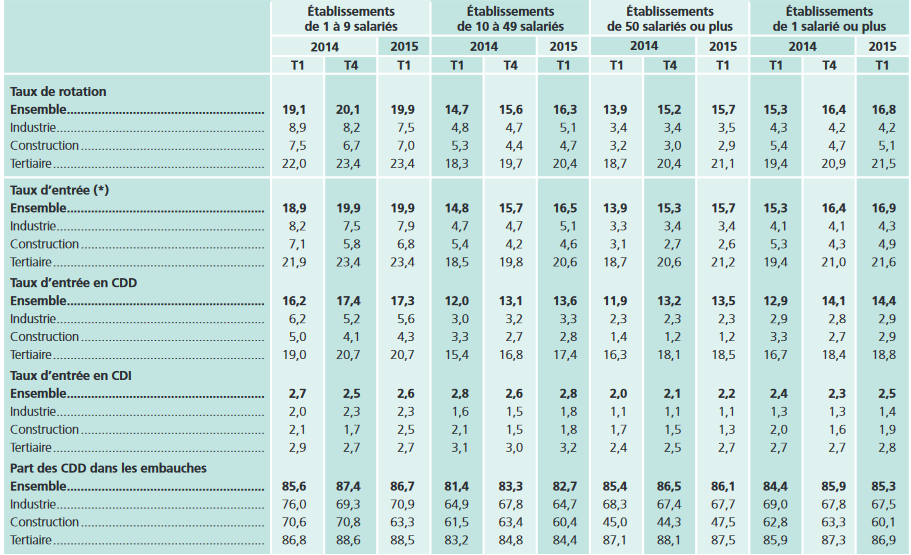 Établissements de 1 à 9 salariés Établissements de 10 à 49 salariés Établissements de 50 salariés ou plus Établissements de 1 salarié ou plus
2014 2015 2014 2015 2014 2015 2014 2015
T1 T4 T1 T1 T4 T1 T1 T4 T1 T1 T4 T1
Taux de rotation
Ensemble 19,1 20,1 19,9 14,7 15,6 16,3 13,9 15,2 15,7 15,3 16,4 16,8
Industrie 8,9 8,2 7,5 4,8 4,7 5,1 3,4 3,4 3,5 4,3 4,2 4,2
Construction 7,5 6,7 7,0 5,3 4,4 4,7 3,2 3,0 2,9 5,4 4,7 5,1
Tertiaire 22,0 23,4 23,4 18,3 19,7 20,4 18,7 20,4 21,1 19,4 20,9 21,5
Taux d'entrée (*)
Ensemble 18,9 19,9 19,9 14,8 15,7 16,5 13,9 15,3 15,7 15,3 16,4 16,9
Industrie 8,2 7,5 7,9 4,7 4,7 5,1 3,3 3,4 3,4 4,1 4,1 4,3
Construction 7,1 5,8 6,8 5,4 4,2 4,6 3,1 2,7 2,6 5,3 4,3 4,9
Tertiaire 21,9 23,4 23,4 18,5 19,8 20,6 18,7 20,6 21,2 19,4 21,0 21,6
Taux d'entrée en CDD
Ensemble 16,2 17,4 17,3 12,0 13,1 13,6 11,9 13,2 13,5 12,9 14,1 14,4
Industrie 6,2 5,2 5,6 3,0 3,2 3,3 2,3 2,3 2,3 2,9 2,8 2,9
Construction 5,0 4,1 4,3 3,3 2,7 2,8 1,4 1,2 1,2 3,3 2,7 2,9
Tertiaire 19,0 20,7 20,7 15,4 16,8 17,4 16,3 18,1 18,5 16,7 18,4 18,8
Taux d'entrée en CDI
Ensemble 2,7 2,5 2,6 2,8 2,6 2,8 2,0 2,1 2,2 2,4 2,3 2,5
Industrie 2,0 2,3 2,3 1,6 1,5 1,8 1,1 1,1 1,1 1,3 1,3 1,4
Construction 2,1 1,7 2,5 2,1 1,5 1,8 1,7 1,5 1,3 2,0 1,6 1,9
Tertiaire 2,9 2,7 2,7 3,1 3,0 3,2 2,4 2,5 2,7 2,7 2,7 2,8
Part des CDD dans les embauches
Ensemble 85,6 87,4 86,7 81,4 83,3 82,7 85,4 86,5 86,1 84,4 85,9 85,3
Industrie 76,0 69,3 70,9 64,9 67,8 64,7 68,3 67,4 67,7 69,0 67,8 67,5
Construction 70,6 70,8 63,3 61,5 63,4 60,4 45,0 44,3 47,5 62,8 63,3 60,1
Tertiaire 86,8 88,6 88,5 83,2 84,8 84,4 87,1 88,1 87,5 85,9 87,3 86,9